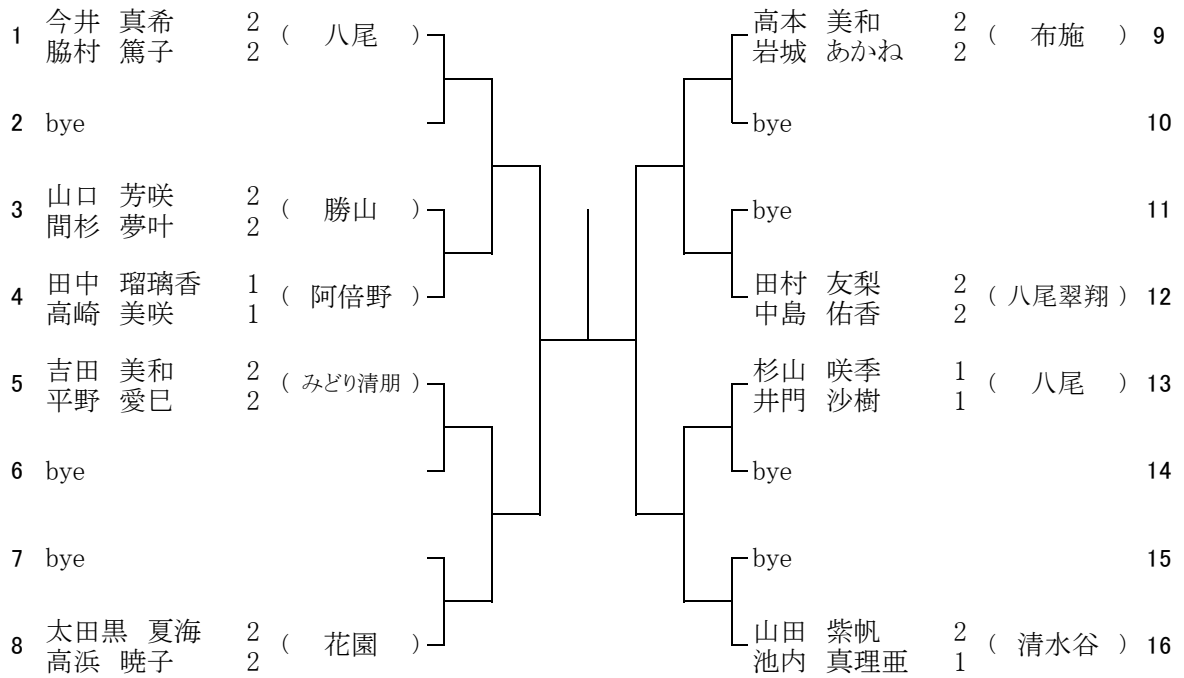 1 今井 真希 2 ( 八尾 )
脇村 篤子 2
2 bye
3 山口 芳咲 2 ( 勝山 )
間杉 夢叶 2
4 田中 瑠璃香 1 ( 阿倍野 )
高崎 美咲 1
5 吉田 美和 2 ( みどり清朋 )
平野 愛巳 2
6 bye
7 bye
8 太田黒 夏海 2 ( 花園 )
高浜 暁子 2
高本 美和 2 ( 布施 ) 9
岩城 あかね 2
bye 10
bye 11
田村 友梨 2 ( 八尾翠翔 ) 12
中島 佑香 2
杉山 咲季 1 ( 八尾 ) 13
井門 沙樹 1
bye 14
bye 15
山田 紫帆 2 ( 清水谷 ) 16
池内 真理亜 1